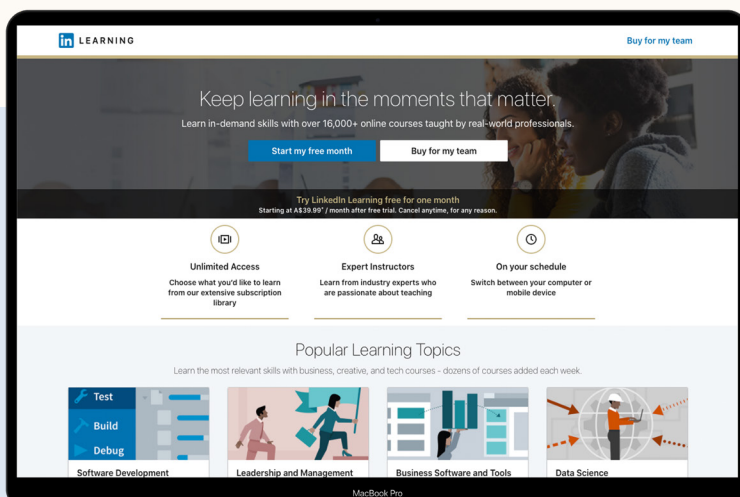 in LEARNING
Buy for my team
Keep learning in the moments that matter.
Learn in-demand skills with over 16,000+ online courses taught by real-world professionals.
Start my free month
Buy for my team
Try LinkedIn Learning free for one month
Starting at A$39.99* / month after free trial. Cancel anytime, for any reason.
Unlimited Access
Choose what you'd like to learn
from our extensive subscription
library
Expert Instructors
Learn from industry experts who
are passionate about teaching
On your schedule
Switch between your computer or
mobile device
Popular Learning Topics
Learn the most relevant skills with business, creative, and tech courses - dozens of courses added each week.
Test
Build
Debug
Software Development
Leadership and Management
Business Software and Tools
Data Science
MacBook Pro